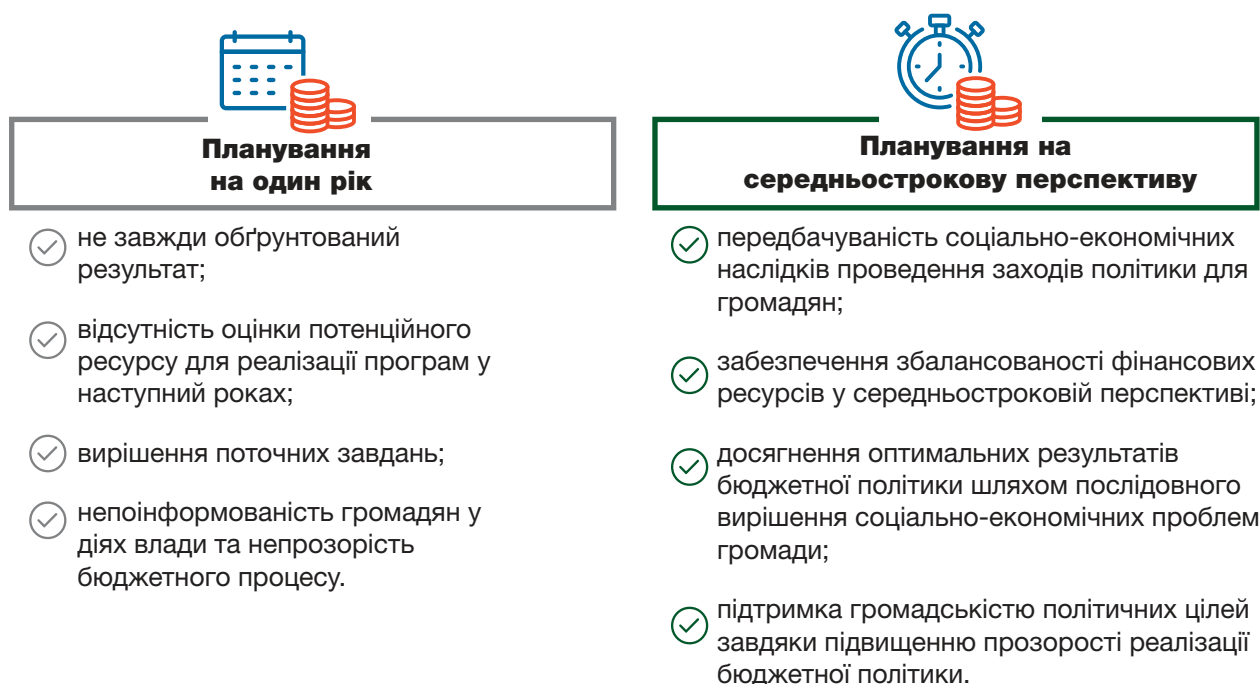 Планування
на один рік
не завжди обґрунтований
результат;
відсутність оцінки потенційного
ресурсу для реалізації програм у
наступний роках;
вирішення поточних завдань;
непоінформованість громадян у
діях влади та непрозорість
бюджетного процесу.
Планування на
середньострокову перспективу
передбачуваність соціально-економічних
наслідків проведення заходів політики для
громадян;
забезпечення збалансованості фінансових
ресурсів у середньостроковій перспективі;
досягнення оптимальних результатів
бюджетної політики шляхом послідовного
вирішення соціально-економічних проблем
громади;
підтримка громадськістю політичних цілей
завдяки підвищенню прозорості реалізації
бюджетної політики.